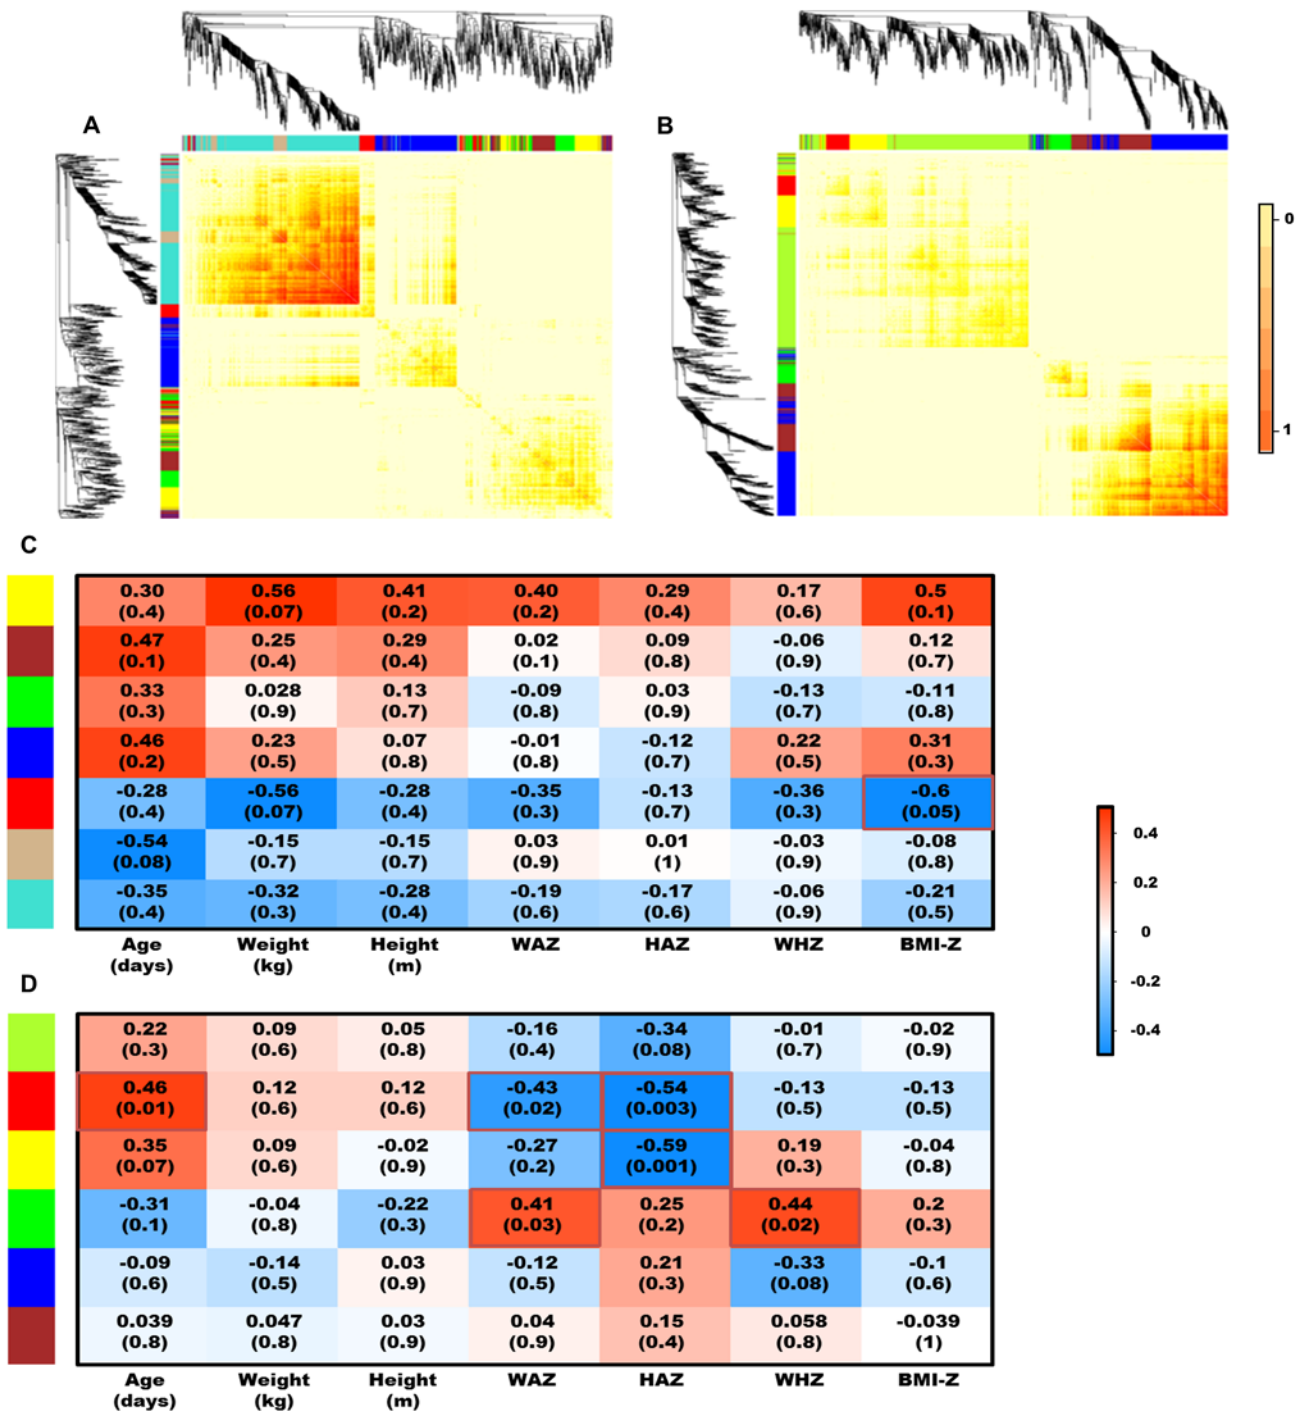 A
B
0
1
C
0.30 0.56 0.41 0.40 0.29 0.17 0.5
(0.4) (0.07) (0.2) (0.2) (0.4) (0.6) (0.1)
0.47 0.25 0.29 0.02 0.09 -0.06 0.12
(0.1) (0.4) (0.4) (0.1) (0.8) (0.9) (0.7)
0.33 0.028 0.13 -0.09 0.03 -0.13 -0.11
(0.3) (0.9) (0.7) (0.8) (0.9) (0.7) (0.8)
0.46 0.23 0.07 -0.01 -0.12 0.22 0.31
(0.2) (0.5) (0.8) (0.8) (0.7) (0.5) (0.3)
-0.28 -0.56 -0.28 -0.35 -0.13 -0.36 -0.6
(0.4) (0.07) (0.4) (0.3) (0.7) (0.3) (0.05)
-0.54 -0.15 -0.15 0.03 0.01 -0.03 -0.08
(0.08) (0.7) (0.7) (0.9) (1) (0.9) (0.8)
-0.35 -0.32 -0.28 -0.19 -0.17 -0.06 -0.21
(0.4) (0.3) (0.4) (0.6) (0.6) (0.9) (0.5)
Age Weight Height WAZ HAZ WHZ BMI-Z
(days) (kg) (m)
0.4
0.2
0
-0.2
-0.4
D
0.22 0.09 0.05 -0.16 -0.34 -0.01 -0.02
(0.3) (0.6) (0.8) (0.4) (0.08) (0.7) (0.9)
0.46 0.12 0.12 -0.43 -0.54 -0.13 -0.13
(0.01) (0.6) (0.6) (0.02) (0.003) (0.5) (0.5)
0.35 0.09 -0.02 -0.27 -0.59 0.19 -0.04
(0.07) (0.6) (0.9) (0.2) (0.001) (0.3) (0.8)
-0.31 -0.04 -0.22 0.41 0.25 0.44 0.2
(0.1) (0.8) (0.3) (0.03) (0.2) (0.02) (0.3)
-0.09 -0.14 0.03 -0.12 0.21 -0.33 -0.1
(0.6) (0.5) (0.9) (0.5) (0.3) (0.08) (0.6)
0.039 0.047 0.03 0.04 0.15 0.058 -0.039
(0.8) (0.8) (0.9) (0.9) (0.4) (0.8) (1)
Age Weight Height WAZ HAZ WHZ BMI-Z
(days) (kg) (m)